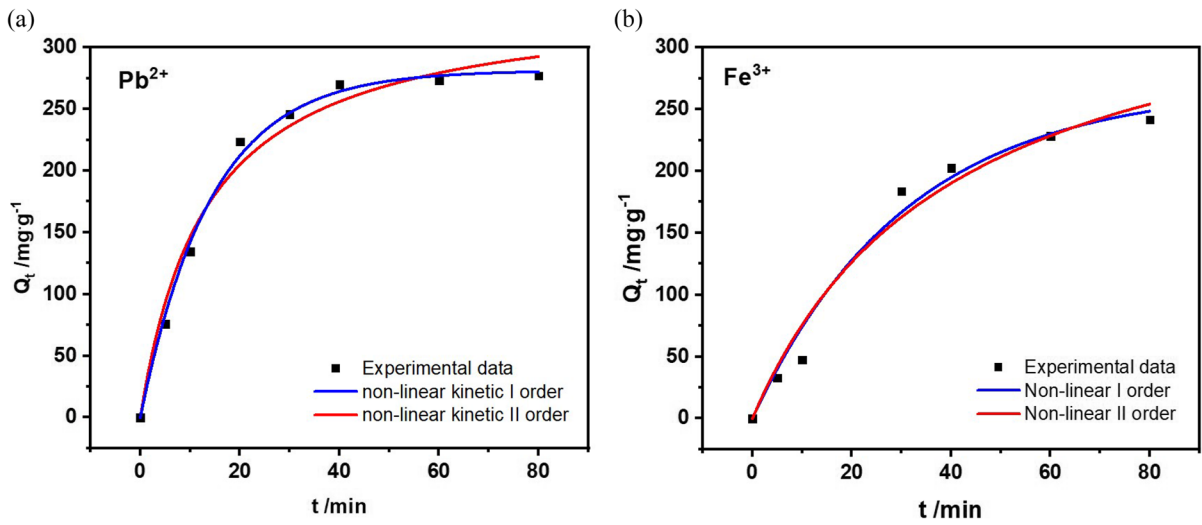 (a)
300
250
200
150
100
50
0
Q_t /mg·g⁻¹
Pb²⁺
Experimental data
non-linear kinetic I order
non-linear kinetic II order
0 20 40 60 80
t /min
(b)
300
250
200
150
100
50
0
Q_t /mg·g⁻¹
Fe³⁺
Experimental data
Non-linear I order
Non-linear II order
0 20 40 60 80
t /min